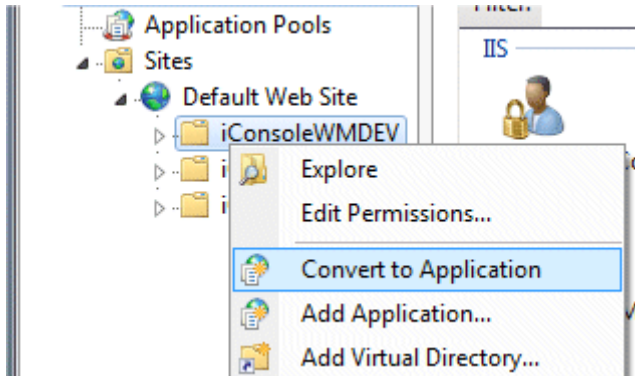 Application Pools
Sites
Default Web Site
iConsoleWMDEV
IIS
Explore
Edit Permissions...
Convert to Application
Add Application...
Add Virtual Directory...